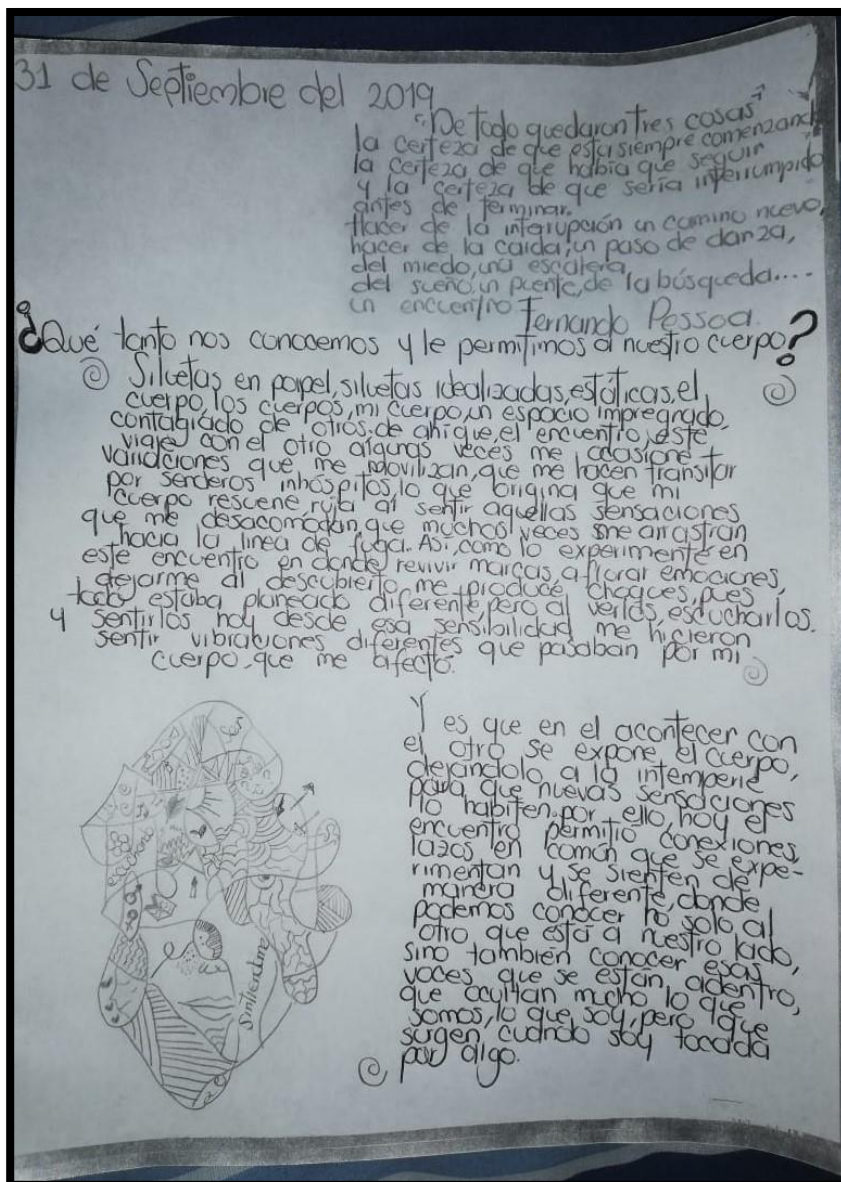 31 de Septiembre del 2019
"De todo quedaron tres cosas
la certeza de que esta siempre comenzando
la certeza de que había que seguir
y la certeza de que sería interrumpido
antes de terminar.
Hacer de la interupción un camino nuevo,
hacer de la caida, un paso de danza,
del miedo, una escalera,
del sueño, un puente, de la búsqueda....
un encuentro Fernando Pessoa.
¿Qué tanto nos conocemos y le permitimos a nuestro cuerpo?
Siluetas en papel, siluetas idealizadas, estáticas, el
cuerpo, los cuerpos, mi cuerpo, un espacio impregnado,
contagiado de otros. de ahi que, el encuentro, este
viaje con el otro algunas veces me ocasione
variaciones que me movilizan, que me hacen transitar
por senderos inhóspitos, lo que origina que mi
cuerpo resuene ruja al sentir aquellas sensaciones
que me desacomodan, que muchas veces me arrastran
hacia la linea de fuga. Así, como lo experimente en
este encuentro en donde revivir marcas, aflorar emociones,
dejarme al descubierto, me produce choques, pues
todo estaba planeado diferente, pero al verlos, escucharlos.
y sentirlos hoy desde esa sensibilidad me hicieron
sentir vibraciones diferentes que pasaban por mi
cuerpo, que me afecto.
Y es que en el acontecer con
el otro se expone el cuerpo,
dejandolo a la intemperie
para que nuevas sensaciones
lo habiten. por ello, hoy el
encuentro permitió conexiones,
lazos en común que se expe-
rimentan y se sienten de
manera diferente, donde
podemos conocer no solo al
otro que está a nuestro lado,
sino también conocer esas
voces que se están adentro,
que ocultan mucho lo que
somos, lo que soy, pero que
surgen, cuando soy tocada
por algo.
Sintiendome